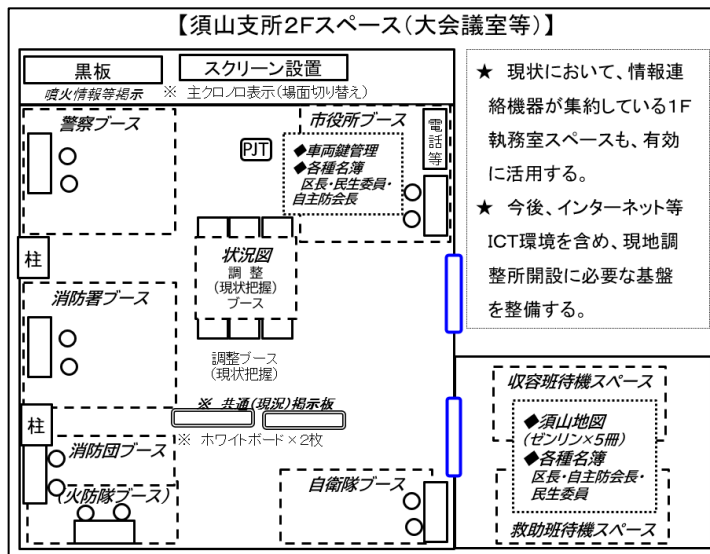 【須山支所2Fスペース(大会議室等)】
黒板
スクリーン設置
噴火情報等掲示
※ 主クロノロ表示(場面切り替え)
警察ブース
PJT
市役所ブース
電話等
◆車両鍵管理
◆各種名簿
区長・民生委員・
自主防会長
柱
状況図
調整
(現状把握)
ブース
消防署ブース
調整ブース
(現状把握)
※ 共通(現況)掲示板
※ ホワイトボード×2枚
柱
消防団ブース
(火防隊ブース)
自衛隊ブース
★ 現状において、情報連
絡機器が集約している1F
執務室スペースも、有効
に活用する。
★ 今後、インターネット等
ICT環境を含め、現地調
整所開設に必要な基盤
を整備する。
収容班待機スペース
◆須山地図
(ゼンリン×5冊)
◆各種名簿
区長・自主防会長・
民生委員
救助班待機スペース